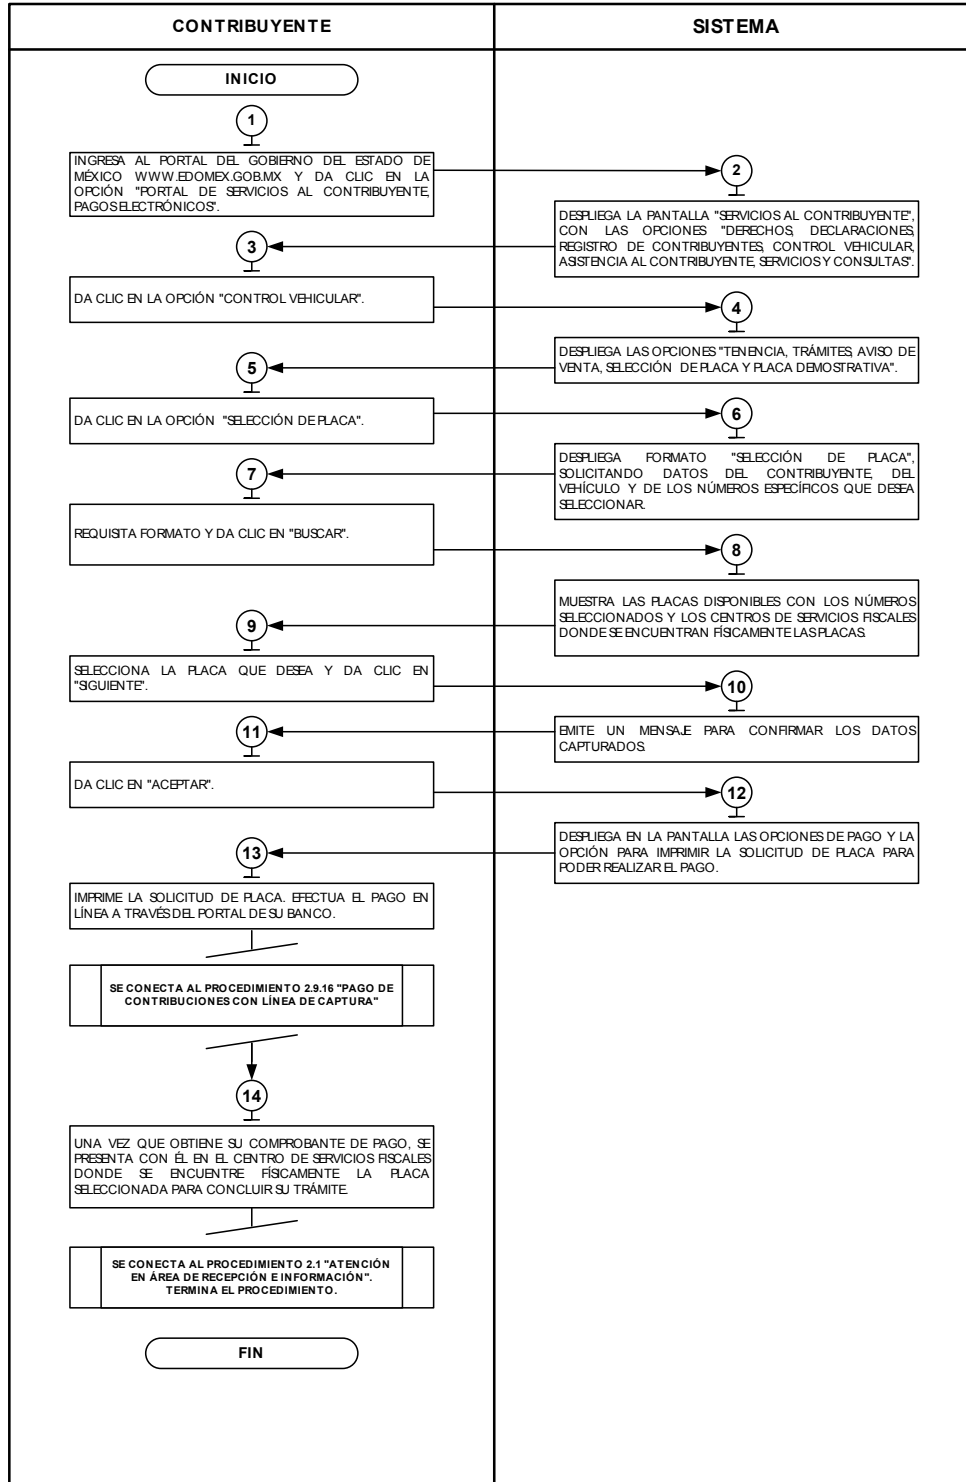 CONTRIBUYENTE
SISTEMA
INICIO
1
INGRESA AL PORTAL DEL GOBIERNO DEL ESTADO DE
MÉXICO WWW.EDOMEX.GOB.MX Y DA CLIC EN LA
OPCIÓN "PORTAL DE SERVICIOS AL CONTRIBUYENTE,
PAGOS ELECTRÓNICOS".
2
DESPLIEGA LA PANTALLA "SERVICIOS AL CONTRIBUYENTE",
CON LAS OPCIONES "DERECHOS, DECLARACIONES,
REGISTRO DE CONTRIBUYENTES, CONTROL VEHICULAR,
ASISTENCIA AL CONTRIBUYENTE, SERVICIOS Y CONSULTAS".
3
DA CLIC EN LA OPCIÓN "CONTROL VEHICULAR".
4
DESPLIEGA LAS OPCIONES "TENENCIA, TRÁMITES, AVISO DE
VENTA, SELECCIÓN DE PLACA Y PLACA DEMOSTRATIVA".
5
DA CLIC EN LA OPCIÓN "SELECCIÓN DE PLACA".
6
DESPLIEGA FORMATO "SELECCIÓN DE PLACA",
SOLICITANDO DATOS DEL CONTRIBUYENTE, DEL
VEHÍCULO Y DE LOS NÚMEROS ESPECÍFICOS QUE DESEA
SELECCIONAR.
7
REQUISITA FORMATO Y DA CLIC EN "BUSCAR".
8
MUESTRA LAS PLACAS DISPONIBLES CON LOS NÚMEROS
SELECCIONADOS Y LOS CENTROS DE SERVICIOS FISCALES
DONDE SE ENCUENTRAN FÍSICAMENTE LAS PLACAS.
9
SELECCIONA LA PLACA QUE DESEA Y DA CLIC EN
"SIGUIENTE".
10
EMITE UN MENSAJE PARA CONFIRMAR LOS DATOS
CAPTURADOS.
11
DA CLIC EN "ACEPTAR".
12
DESPLIEGA EN LA PANTALLA LAS OPCIONES DE PAGO Y LA
OPCIÓN PARA IMPRIMIR LA SOLICITUD DE PLACA PARA
PODER REALIZAR EL PAGO.
13
IMPRIME LA SOLICITUD DE PLACA. EFECTUA EL PAGO EN
LÍNEA A TRAVÉS DEL PORTAL DE SU BANCO.
SE CONECTA AL PROCEDIMIENTO 2.9.16 "PAGO DE
CONTRIBUCIONES CON LÍNEA DE CAPTURA"
14
UNA VEZ QUE OBTIENE SU COMPROBANTE DE PAGO, SE
PRESENTA CON ÉL EN EL CENTRO DE SERVICIOS FISCALES
DONDE SE ENCUENTRE FÍSICAMENTE LA PLACA
SELECCIONADA PARA CONCLUIR SU TRÁMITE.
SE CONECTA AL PROCEDIMIENTO 2.1 "ATENCIÓN
EN ÁREA DE RECEPCIÓN E INFORMACIÓN".
TERMINA EL PROCEDIMIENTO.
FIN